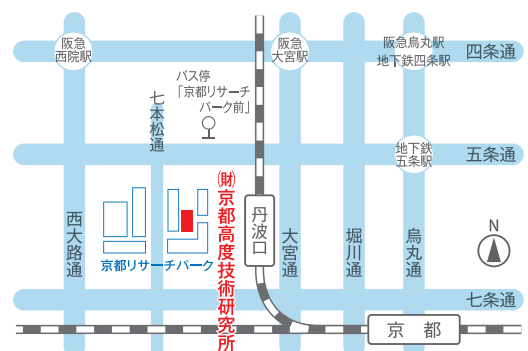 阪急
西院駅
阪急
大宮駅
阪急烏丸駅
地下鉄四条駅
四条通
バス停
「京都リサーチ
パーク前」
七本松通
地下鉄
五条駅
五条通
㈶京都高度技術研究所
西大路通
丹波口
大宮通
堀川通
烏丸通
N
京都リサーチパーク
七条通
京都